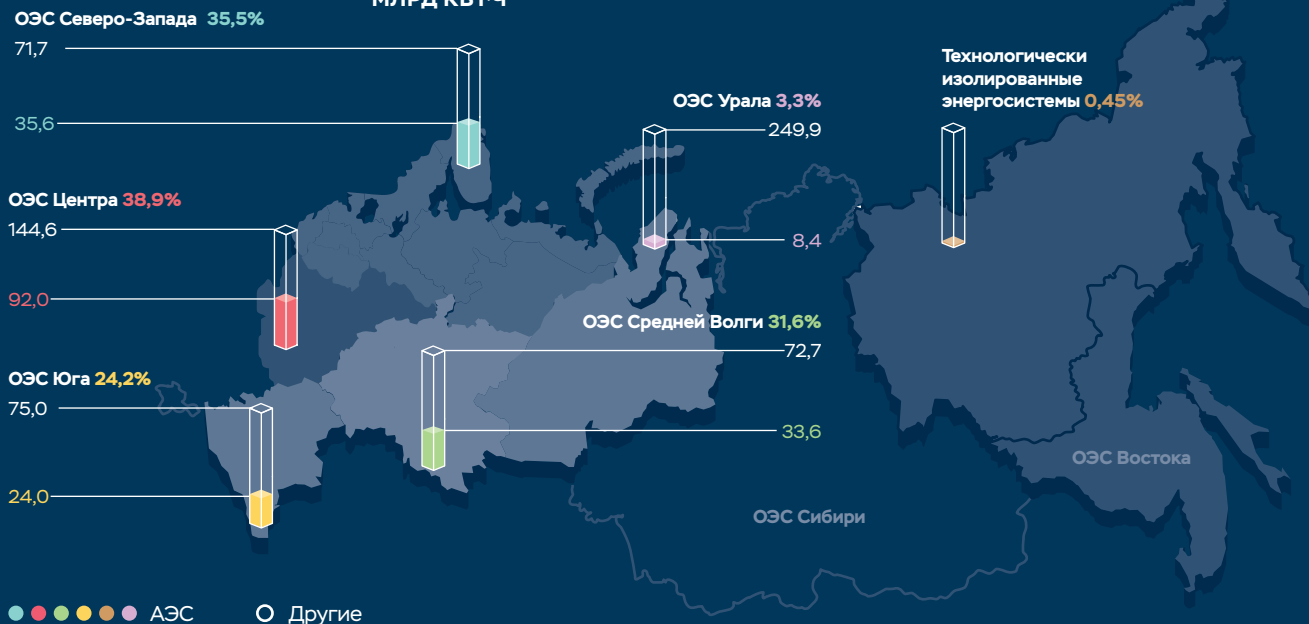 МЛРД КВТ·Ч
ОЭС Северо-Запада 35,5%
71,7
35,6
ОЭС Центра 38,9%
144,6
92,0
ОЭС Юга 24,2%
75,0
24,0
ОЭС Урала 3,3%
249,9
8,4
ОЭС Средней Волги 31,6%
72,7
33,6
Технологически
изолированные
энергосистемы 0,45%
ОЭС Востока
ОЭС Сибири
АЭС
Другие